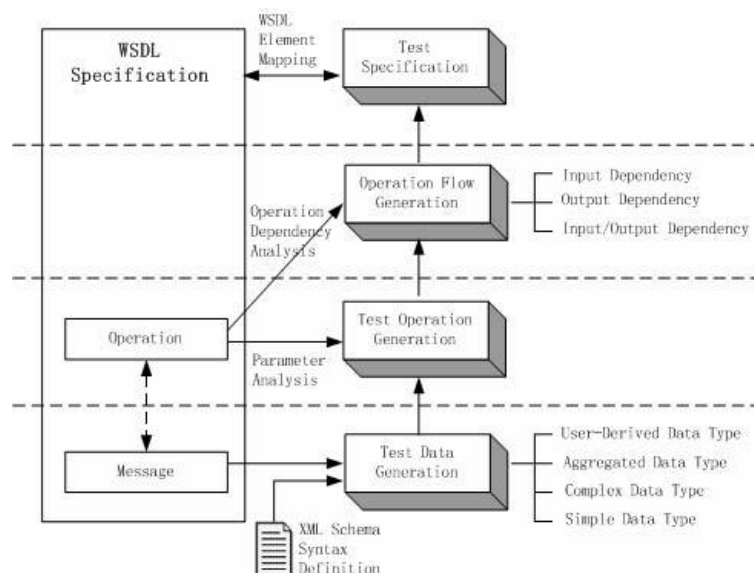 WSDL
Specification
WSDL
Element
Mapping
Test
Specification
Operation Flow
Generation
Input Dependency
Output Dependency
Input/Output Dependency
Operation
Dependency
Analysis
Operation
Test Operation
Generation
Parameter
Analysis
Message
Test Data
Generation
User-Derived Data Type
Aggregated Data Type
Complex Data Type
Simple Data Type
XML Schema
Syntax
Definition